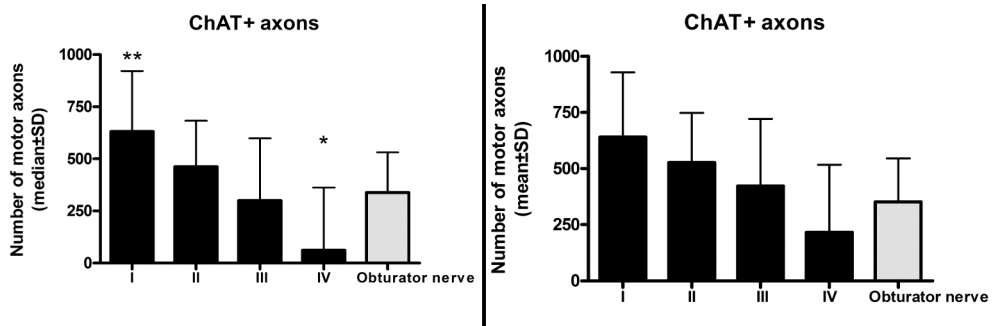 ChAT+ axons
Number of motor axons
(median±SD)
1000
750
500
250
0
**
*
I II III IV Obturator nerve
ChAT+ axons
Number of motor axons
(mean±SD)
1000
750
500
250
0
I II III IV Obturator nerve